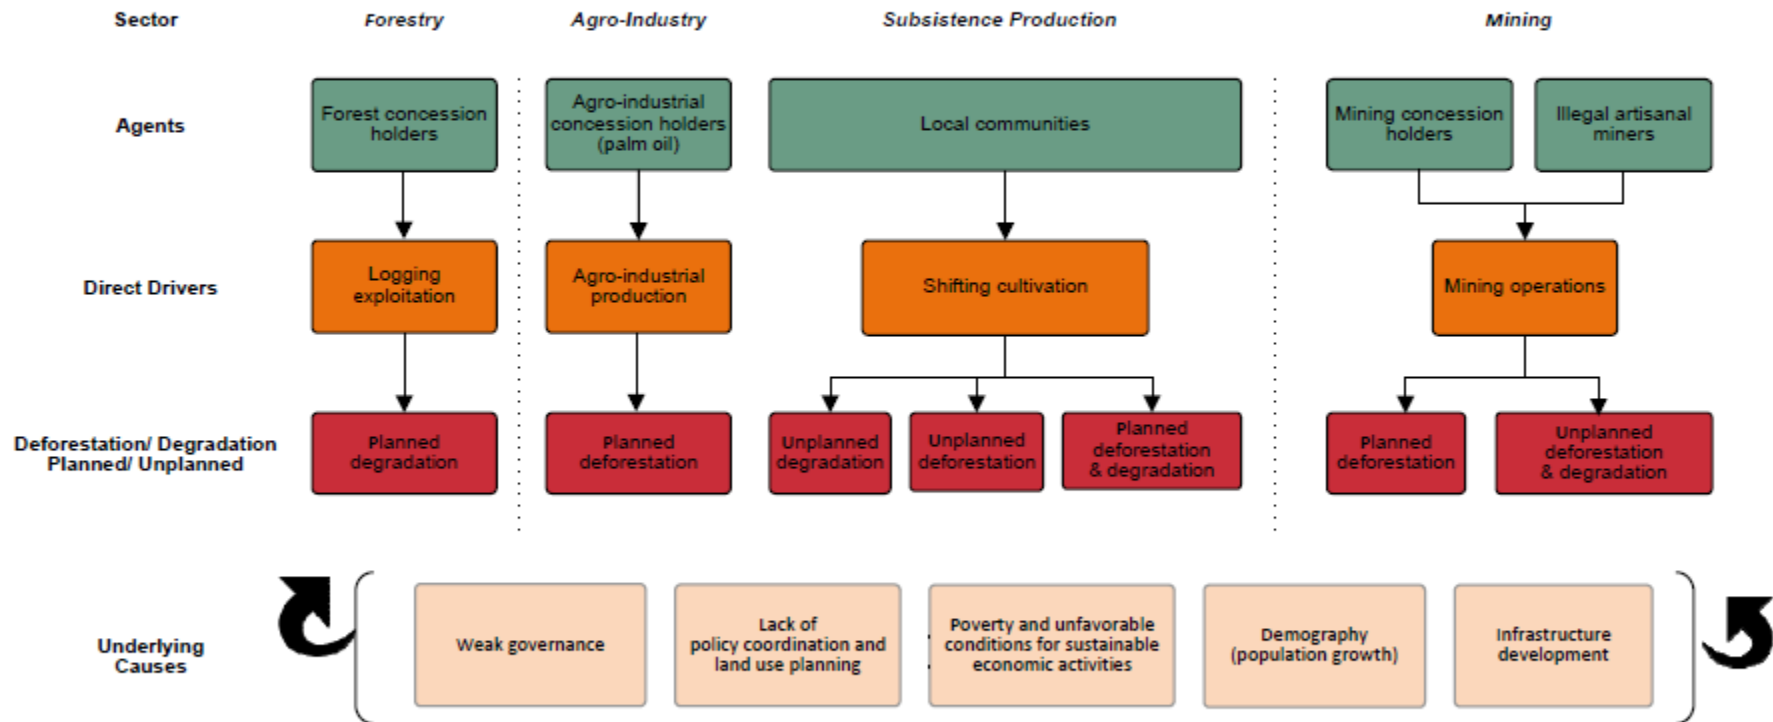 Sector
Forestry
Agro-Industry
Subsistence Production
Mining
Agents
Forest concession
holders
Agro-industrial
concession holders
(palm oil)
Local communities
Mining concession
holders
Illegal artisanal
miners
Direct Drivers
Logging
exploitation
Agro-industrial
production
Shifting cultivation
Mining operations
Deforestation/ Degradation
Planned/ Unplanned
Planned
degradation
Planned
deforestation
Unplanned
degradation
Unplanned
deforestation
Planned
deforestation
& degradation
Planned
deforestation
Unplanned
deforestation
& degradation
Underlying
Causes
Weak governance
Lack of
policy coordination and
land use planning
Poverty and unfavorable
conditions for sustainable
economic activities
Demography
(population growth)
Infrastructure
development